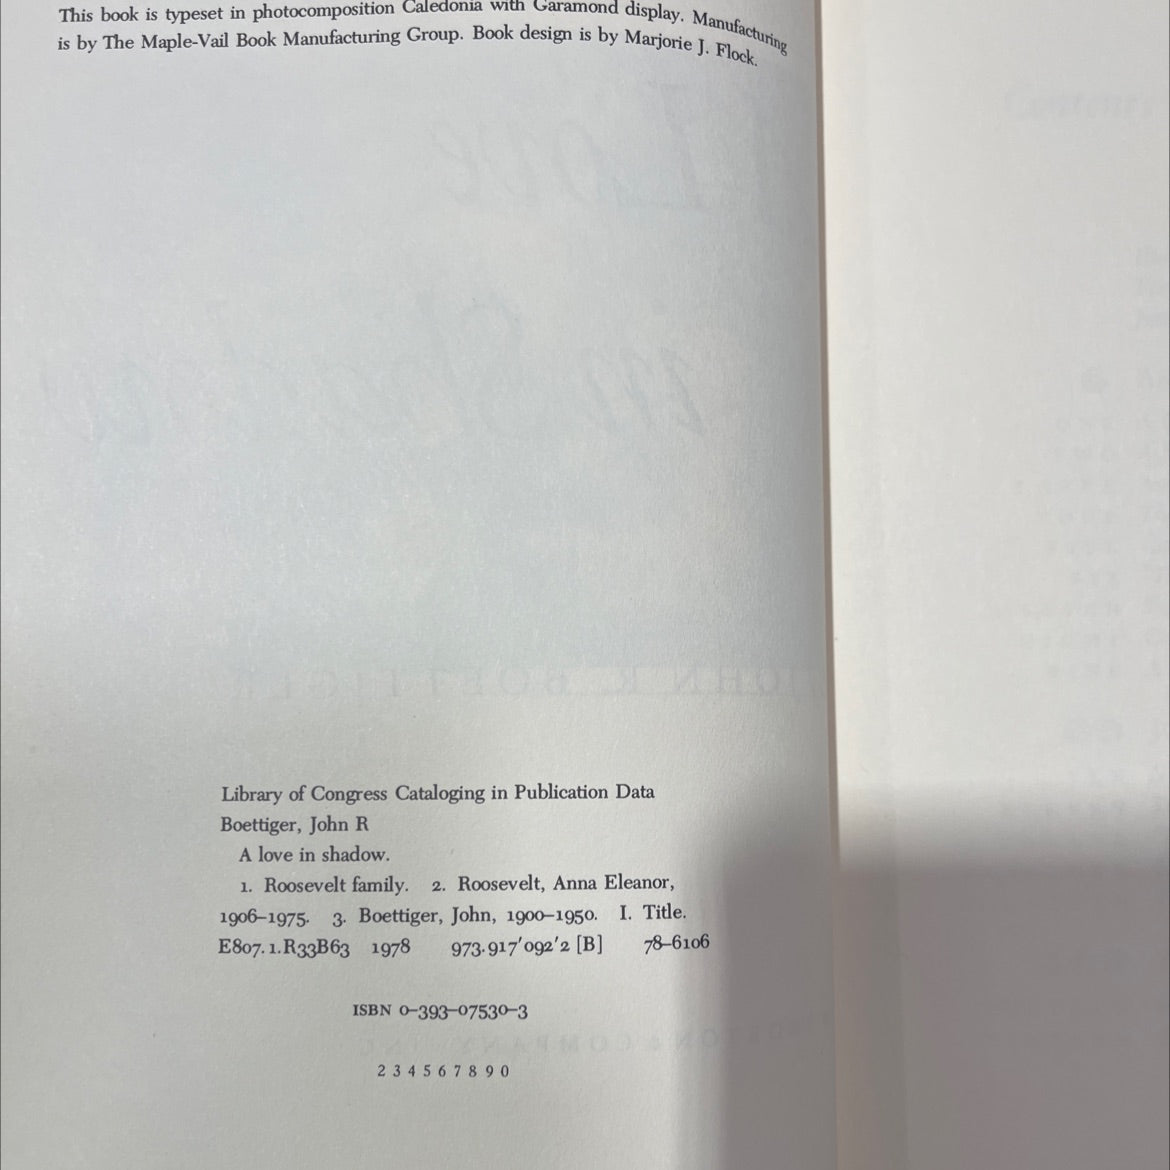 This book is typeset in photocomposition Caledonia with Garamond display. Manufacturing
is by The Maple-Vail Book Manufacturing Group. Book design is by Marjorie J. Flock.
Library of Congress Cataloging in Publication Data
Boettiger, John R
A love in shadow.
1. Roosevelt family. 2. Roosevelt, Anna Eleanor,
1906–1975. 3. Boettiger, John, 1900–1950. I. Title.
E807.1.R33B63 1978 973.917'092'2 [B] 78–6106
ISBN 0–393–07530–3
2 3 4 5 6 7 8 9 0